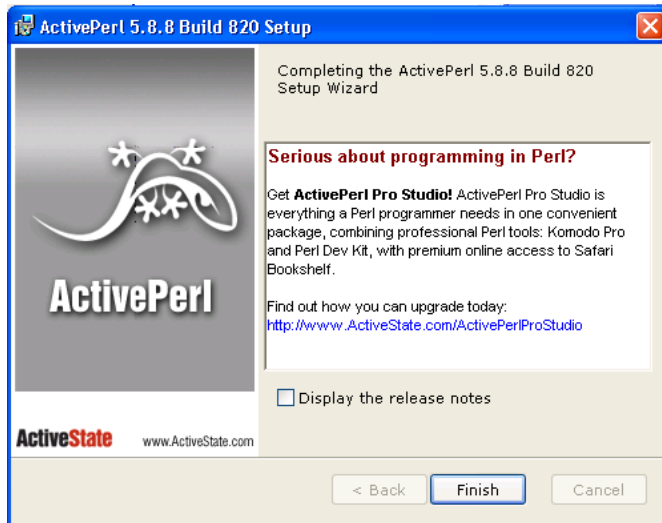 ActivePerl 5.8.8 Build 820 Setup
Completing the ActivePerl 5.8.8 Build 820
Setup Wizard
Serious about programming in Perl?
Get ActivePerl Pro Studio! ActivePerl Pro Studio is
everything a Perl programmer needs in one convenient
package, combining professional Perl tools: Komodo Pro
and Perl Dev Kit, with premium online access to Safari
Bookshelf.
Find out how you can upgrade today:
http://www.ActiveState.com/ActivePerlProStudio
ActivePerl
Display the release notes
ActiveState www.ActiveState.com
< Back Finish Cancel